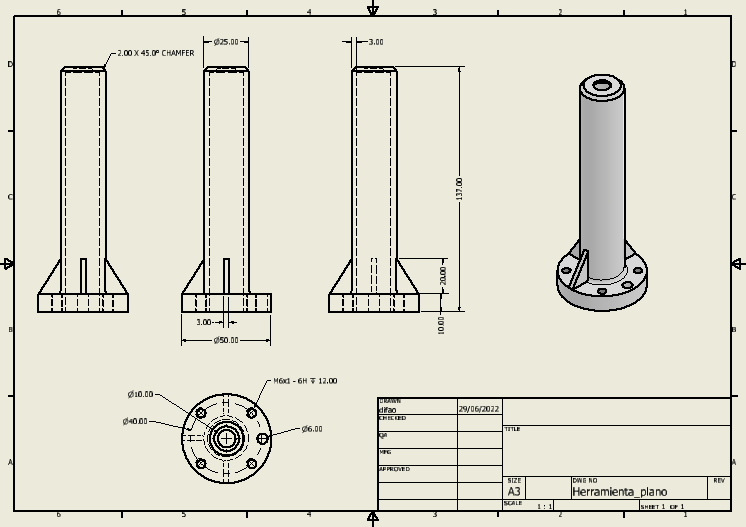 6 5 4 3 2 1
D D
2.00 X 45.0° CHAMFER
Ø25.00
3.00
137.00
C C
20.00
10.00
3.00
Ø50.00
B B
M6x1 - 6H ↧ 12.00
Ø10.00
Ø40.00
Ø6.00
A A
DRAWN
difao 29/06/2022
CHECKED
QA
MFG
APPROVED
TITLE
SIZE
A3
DWG NO
Herramienta_plano
REV
SCALE
1 : 1
SHEET 1 OF 1
6 5 4 3 2 1